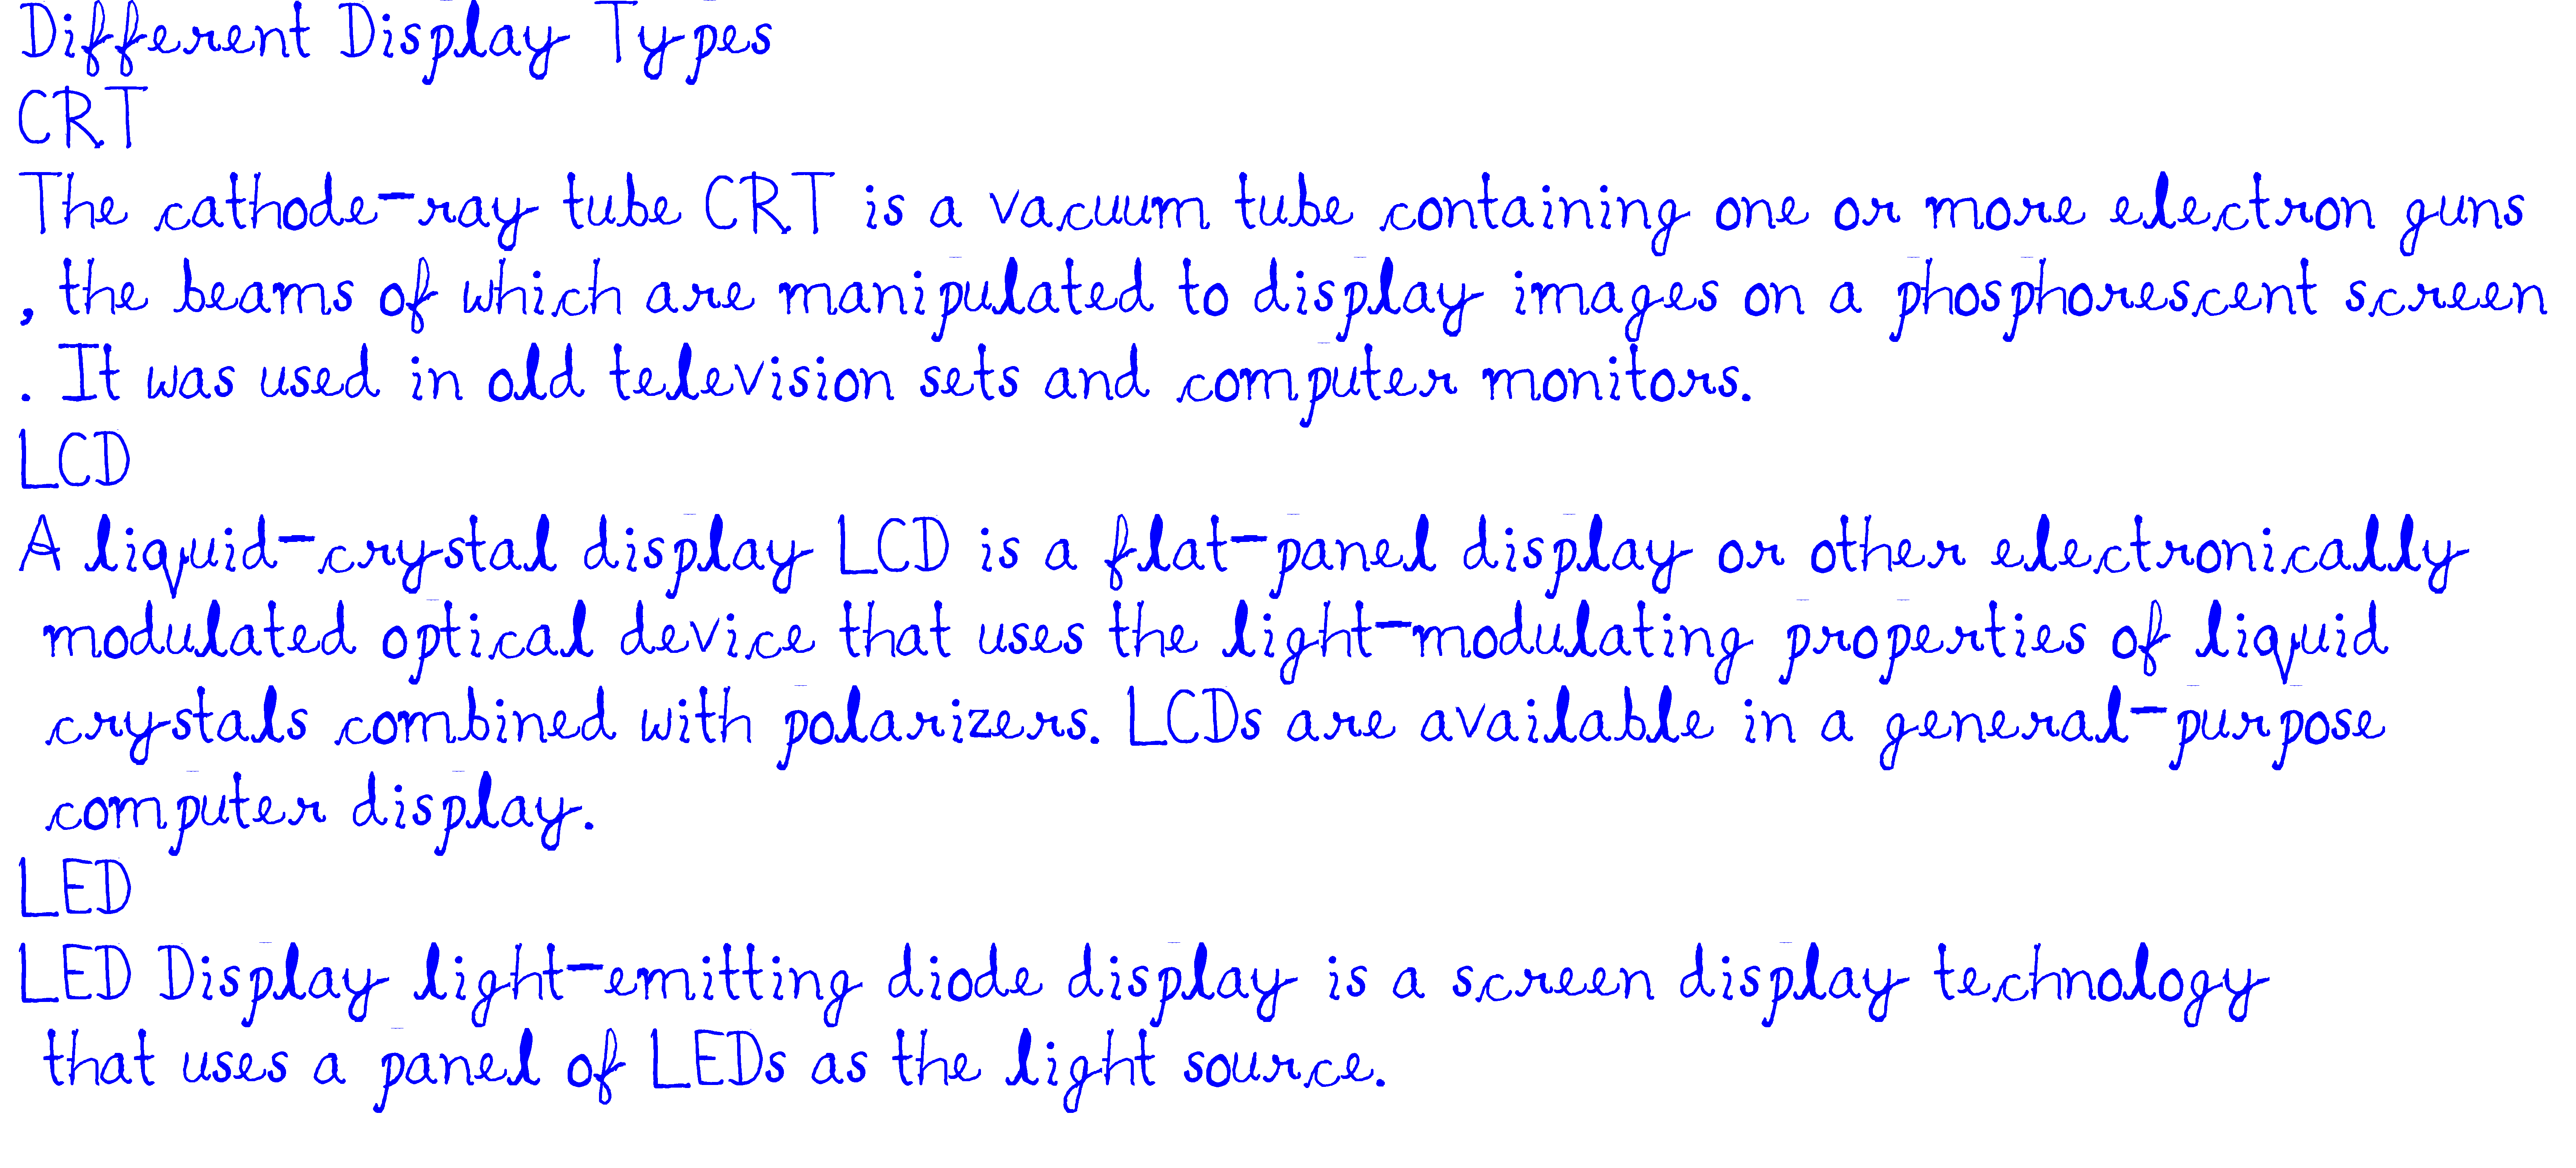 Different Display Types
CRT
The cathode-ray tube CRT is a vacuum tube containing one or more electron guns
, the beams of which are manipulated to display images on a phosphorescent screen
. It was used in old television sets and computer monitors.
LCD
A liquid-crystal display LCD is a flat-panel display or other electronically
modulated optical device that uses the light-modulating properties of liquid
crystals combined with polarizers. LCDs are available in a general-purpose
computer display.
LED
LED Display light-emitting diode display is a screen display technology
that uses a panel of LEDs as the light source.